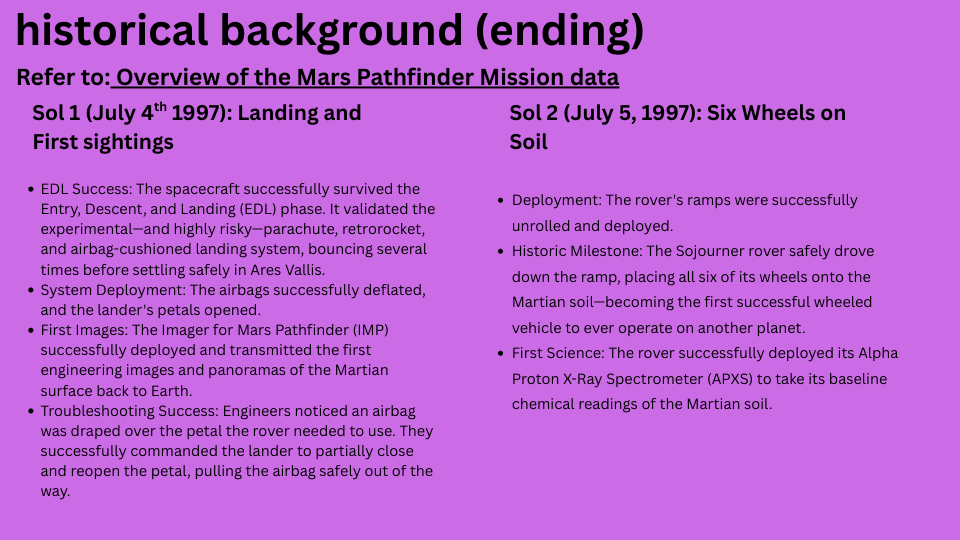 historical background (ending)
Refer to: Overview of the Mars Pathfinder Mission data
Sol 1 (July 4th 1997): Landing and
First sightings
• EDL Success: The spacecraft successfully survived the
Entry, Descent, and Landing (EDL) phase. It validated the
experimental—and highly risky—parachute, retrorocket,
and airbag-cushioned landing system, bouncing several
times before settling safely in Ares Vallis.
• System Deployment: The airbags successfully deflated,
and the lander's petals opened.
• First Images: The Imager for Mars Pathfinder (IMP)
successfully deployed and transmitted the first
engineering images and panoramas of the Martian
surface back to Earth.
• Troubleshooting Success: Engineers noticed an airbag
was draped over the petal the rover needed to use. They
successfully commanded the lander to partially close
and reopen the petal, pulling the airbag safely out of the
way.
Sol 2 (July 5, 1997): Six Wheels on
Soil
• Deployment: The rover's ramps were successfully
unrolled and deployed.
• Historic Milestone: The Sojourner rover safely drove
down the ramp, placing all six of its wheels onto the
Martian soil—becoming the first successful wheeled
vehicle to ever operate on another planet.
• First Science: The rover successfully deployed its Alpha
Proton X-Ray Spectrometer (APXS) to take its baseline
chemical readings of the Martian soil.